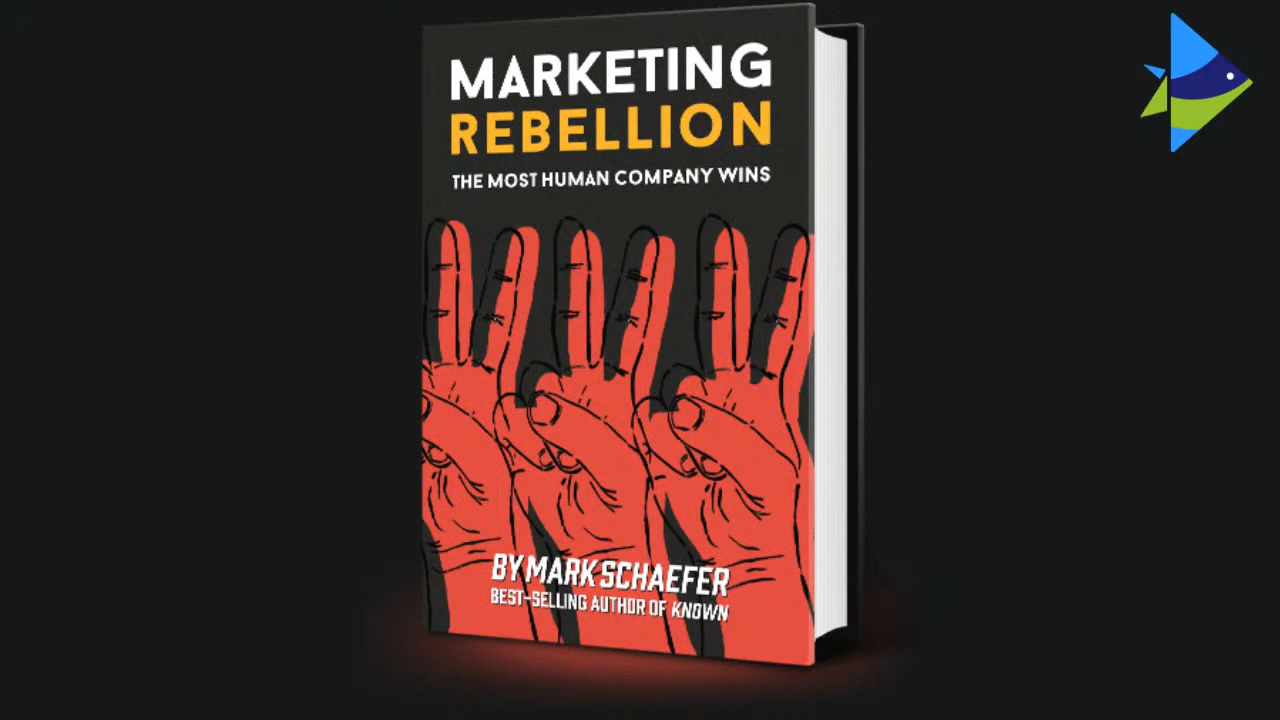 MARKETING
REBELLION
THE MOST HUMAN COMPANY WINS
BY MARK SCHAEFER
BEST-SELLING AUTHOR OF KNOWN